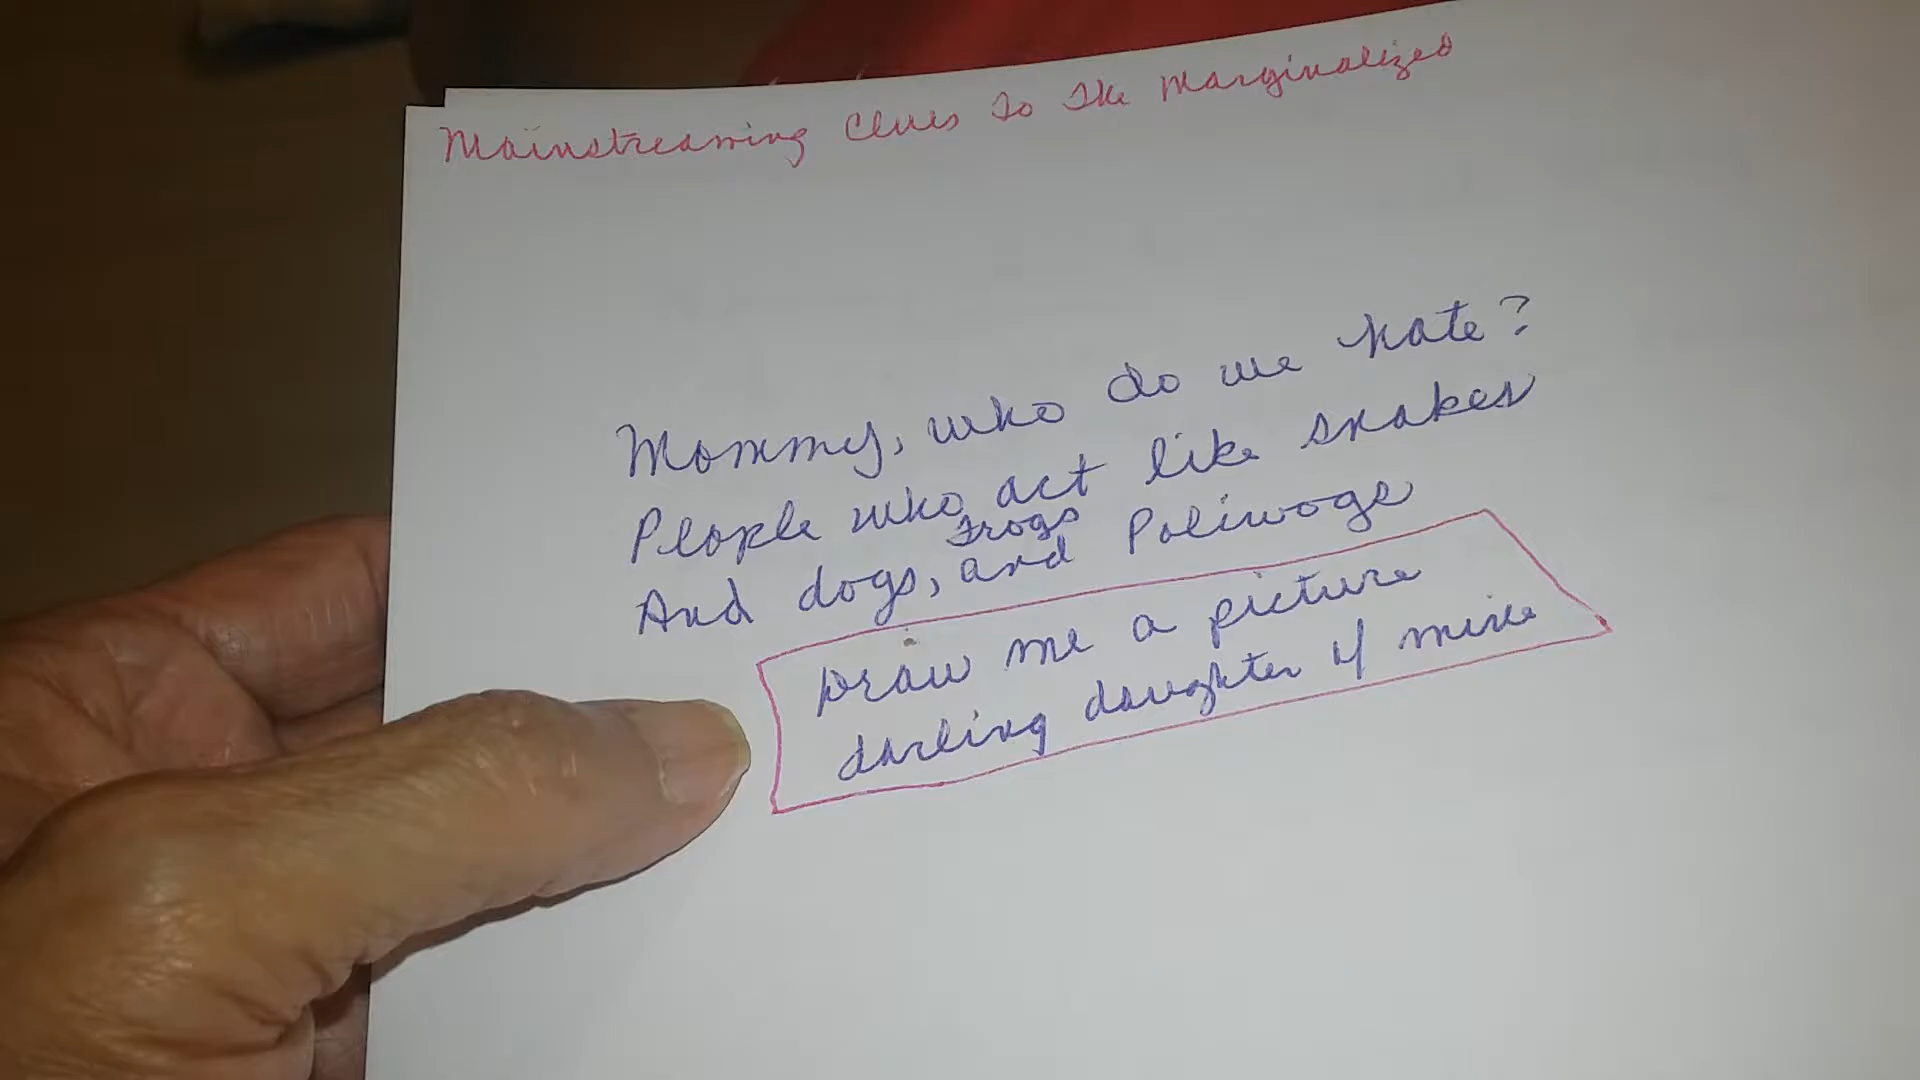 Mainstreaming Clues To The Marginalized
Mommy, who do we hate?
People who act like snakes
Frogs
And dogs, and Poliwogs
Draw me a picture
darling daughter of mine